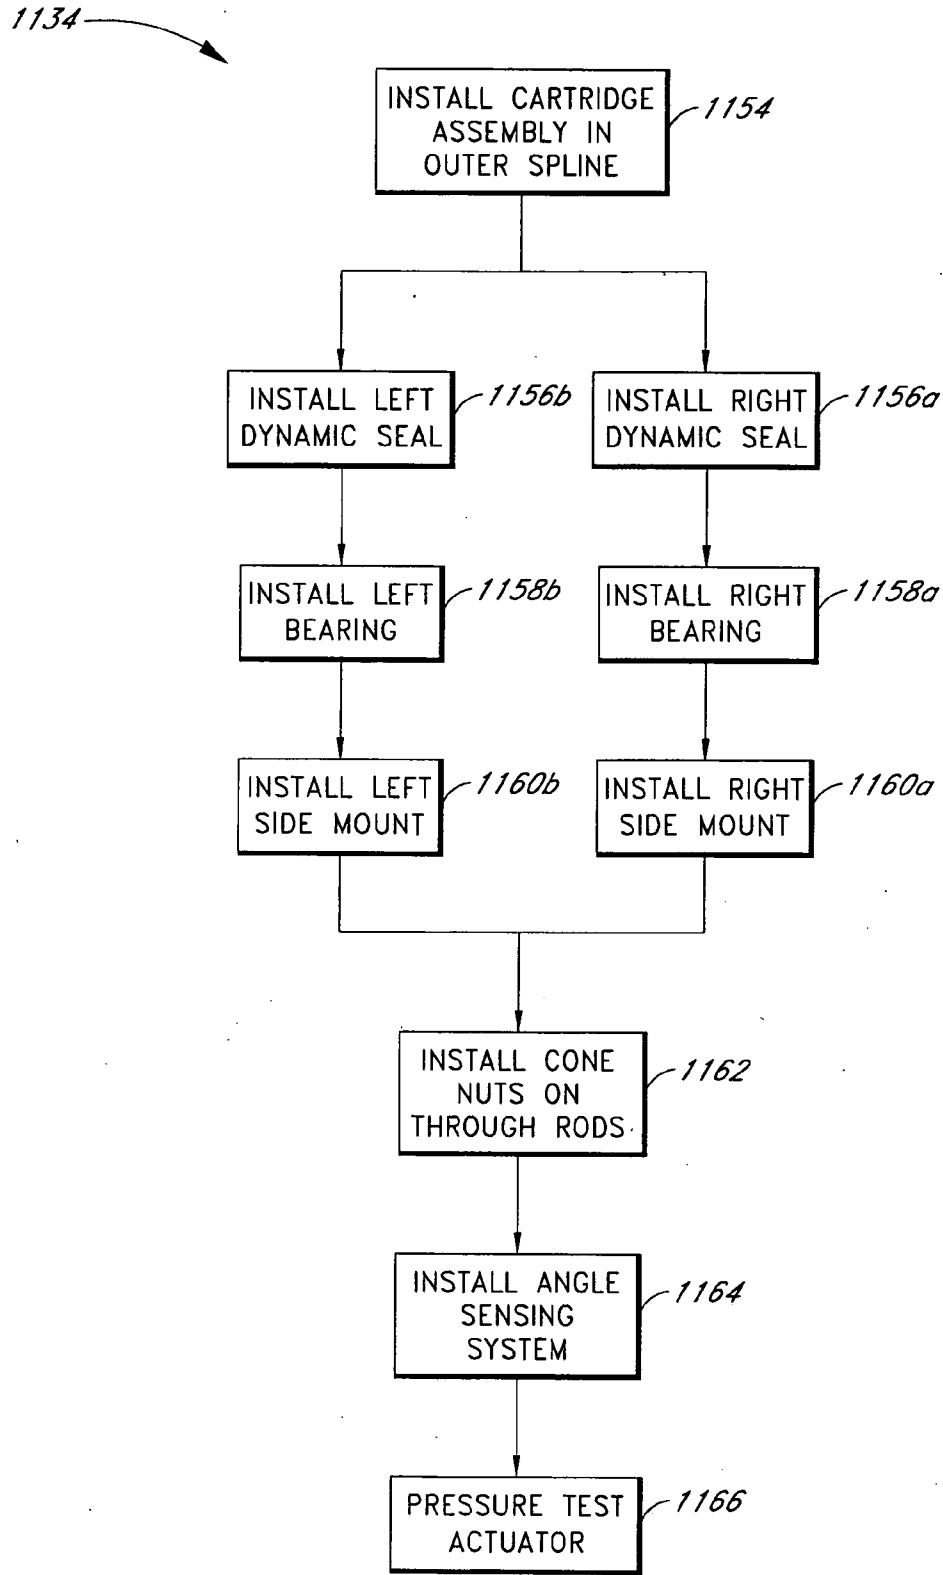 1134
INSTALL CARTRIDGE
ASSEMBLY IN
OUTER SPLINE
1154
INSTALL LEFT
DYNAMIC SEAL
1156b
INSTALL RIGHT
DYNAMIC SEAL
1156a
INSTALL LEFT
BEARING
1158b
INSTALL RIGHT
BEARING
1158a
INSTALL LEFT
SIDE MOUNT
1160b
INSTALL RIGHT
SIDE MOUNT
1160a
INSTALL CONE
NUTS ON
THROUGH RODS
1162
INSTALL ANGLE
SENSING
SYSTEM
1164
PRESSURE TEST
ACTUATOR
1166